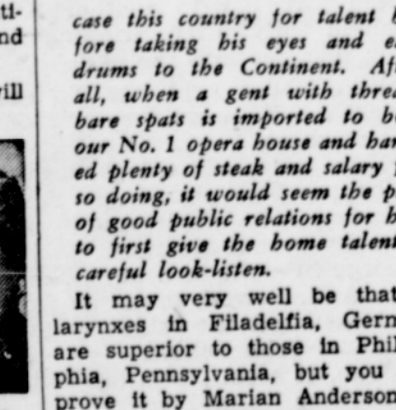 ti-
nd
ill
case this country for talent
fore taking his eyes and
drums to the Continent.
all, when a gent with
bare spats is imported to
our No. 1 opera house and
ed plenty of steak and salary
so doing, it would seem the
of good public relations for
to first give the home talent
careful look-listen.
It may very well be that
larynxes in Filadelfia,
are superior to those in
phia, Pennsylvania, but you
prove it by Marian Anderson